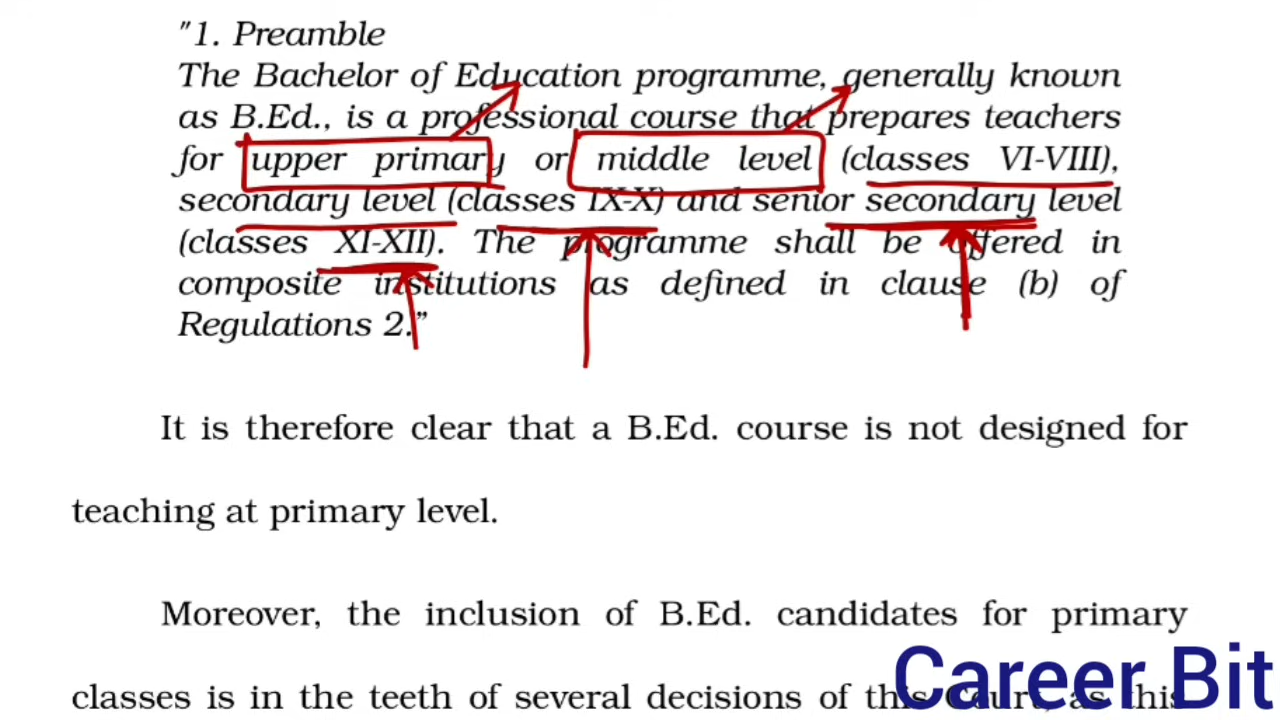 "1. Preamble
The Bachelor of Education programme, generally known
as B.Ed., is a professional course that prepares teachers
for upper primary or middle level (classes VI-VIII),
secondary level (classes IX-X) and senior secondary level
(classes XI-XII). The programme shall be offered in
composite institutions as defined in clause (b) of
Regulations 2.”
It is therefore clear that a B.Ed. course is not designed for
teaching at primary level.
Moreover, the inclusion of B.Ed. candidates for primary
classes is in the teeth of several decisions of this Court, as this
Career Bit